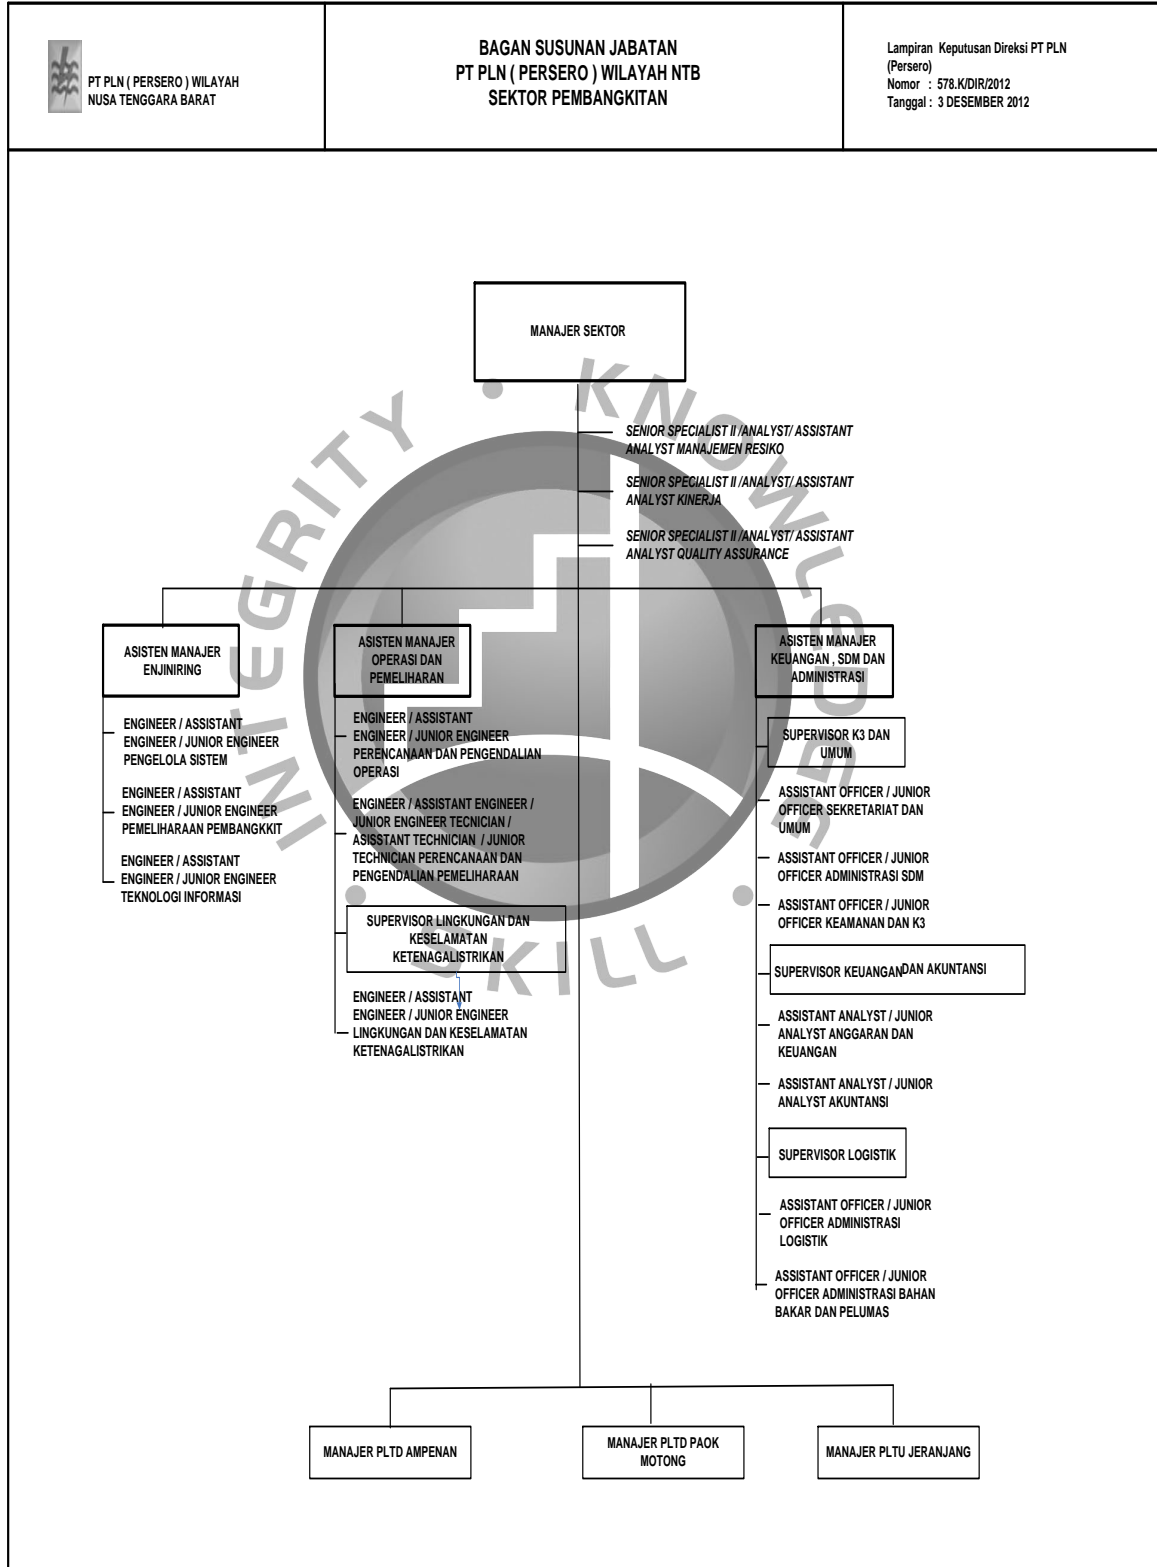 PT PLN ( PERSERO ) WILAYAH
NUSA TENGGARA BARAT
BAGAN SUSUNAN JABATAN
PT PLN ( PERSERO ) WILAYAH NTB
SEKTOR PEMBANGKITAN
Lampiran Keputusan Direksi PT PLN
(Persero)
Nomor : 578.K/DIR/2012
Tanggal : 3 DESEMBER 2012
MANAJER SEKTOR
SENIOR SPECIALIST II /ANALYST/ ASSISTANT
ANALYST MANAJEMEN RESIKO
SENIOR SPECIALIST II /ANALYST/ ASSISTANT
ANALYST KINERJA
SENIOR SPECIALIST II /ANALYST/ ASSISTANT
ANALYST QUALITY ASSURANCE
ASISTEN MANAJER
ENJINIRING
ENGINEER / ASSISTANT
ENGINEER / JUNIOR ENGINEER
PENGELOLA SISTEM
ENGINEER / ASSISTANT
ENGINEER / JUNIOR ENGINEER
PEMELIHARAAN PEMBANGKKIT
ENGINEER / ASSISTANT
ENGINEER / JUNIOR ENGINEER
TEKNOLOGI INFORMASI
ASISTEN MANAJER
OPERASI DAN
PEMELIHARAN
ENGINEER / ASSISTANT
ENGINEER / JUNIOR ENGINEER
PERENCANAAN DAN PENGENDALIAN
OPERASI
ENGINEER / ASSISTANT ENGINEER /
JUNIOR ENGINEER TECNICIAN /
ASISSTANT TECHNICIAN / JUNIOR
TECHNICIAN PERENCANAAN DAN
PENGENDALIAN PEMELIHARAAN
SUPERVISOR LINGKUNGAN DAN
KESELAMATAN
KETENAGALISTRIKAN
ENGINEER / ASSISTANT
ENGINEER / JUNIOR ENGINEER
LINGKUNGAN DAN KESELAMATAN
KETENAGALISTRIKAN
ASISTEN MANAJER
KEUANGAN , SDM DAN
ADMINISTRASI
SUPERVISOR K3 DAN
UMUM
ASSISTANT OFFICER / JUNIOR
OFFICER SEKRETARIAT DAN
UMUM
ASSISTANT OFFICER / JUNIOR
OFFICER ADMINISTRASI SDM
ASSISTANT OFFICER / JUNIOR
OFFICER KEAMANAN DAN K3
SUPERVISOR KEUANGAN DAN AKUNTANSI
ASSISTANT ANALYST / JUNIOR
ANALYST ANGGARAN DAN
KEUANGAN
ASSISTANT ANALYST / JUNIOR
ANALYST AKUNTANSI
SUPERVISOR LOGISTIK
ASSISTANT OFFICER / JUNIOR
OFFICER ADMINISTRASI
LOGISTIK
ASSISTANT OFFICER / JUNIOR
OFFICER ADMINISTRASI BAHAN
BAKAR DAN PELUMAS
MANAJER PLTD AMPENAN
MANAJER PLTD PAOK
MOTONG
MANAJER PLTU JERANJANG
INTEGRITY • KNOWLeDGE • SKILL •